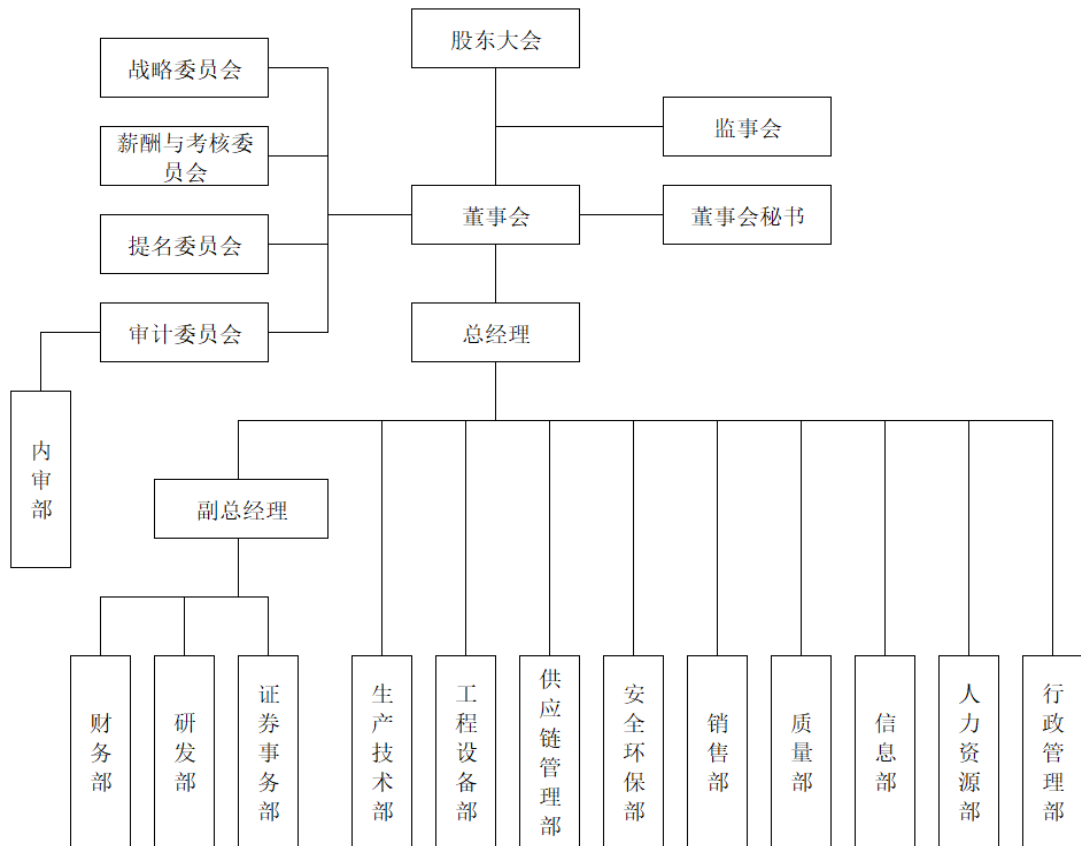 股东大会
战略委员会
监事会
薪酬与考核委
员会
董事会
董事会秘书
提名委员会
审计委员会
总经理
内审部
副总经理
财务部
研发部
证券事务部
生产技术部
工程设备部
供应链管理部
安全环保部
销售部
质量部
信息部
人力资源部
行政管理部